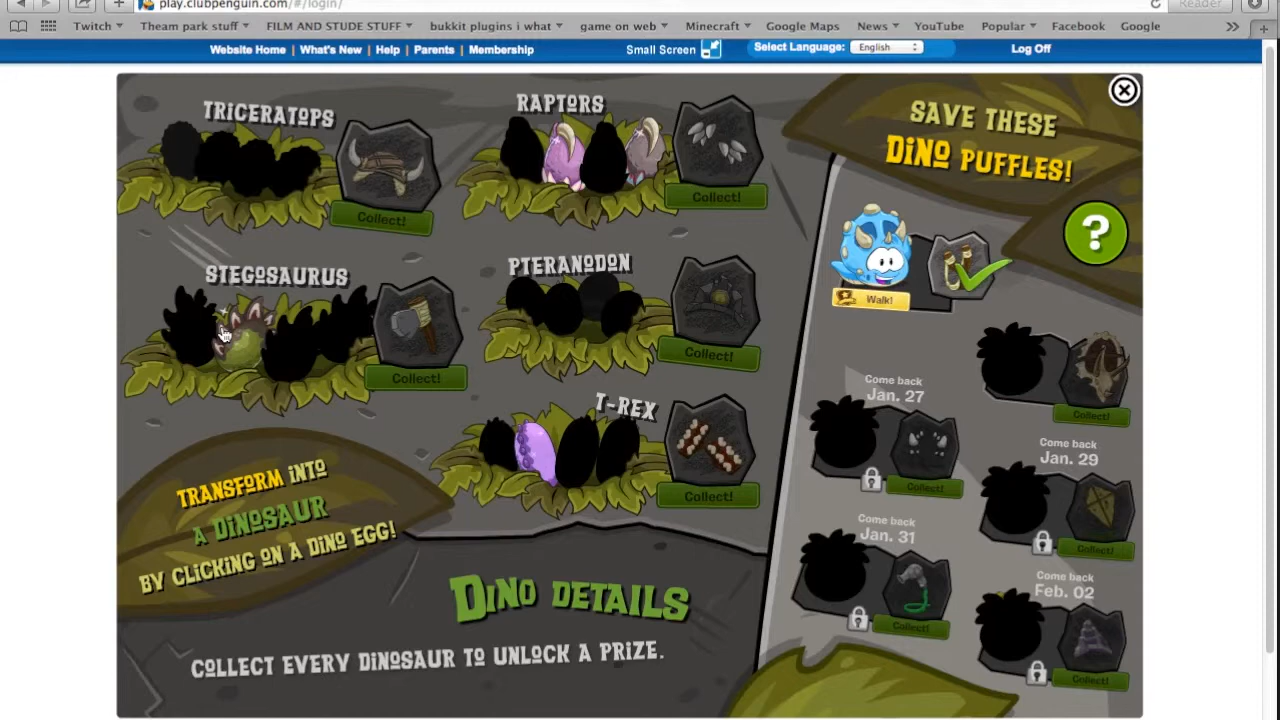 play.clubpenguin.com/#/login/
Reader
Twitch Theam park stuff FILM AND STUDE STUFF bukkit plugins i what game on web Minecraft Google Maps News YouTube Popular Facebook Google
Website Home | What's New | Help | Parents | Membership Small Screen Select Language: English Log Off
TRICERATOPS
Collect!
RAPTORS
Collect!
STEGOSAURUS
Collect!
PTERANODON
Collect!
T-REX
Collect!
TRANSFORM INTO
A DINOSAUR
BY CLICKING ON A DINO EGG!
DINO DETAILS
COLLECT EVERY DINOSAUR TO UNLOCK A PRIZE.
SAVE THESE
DINO PUFFLES!
?
Walk!
Collect!
Come back
Jan. 27
Collect!
Come back
Jan. 29
Collect!
Come back
Jan. 31
Collect!
Come back
Feb. 02
Collect!